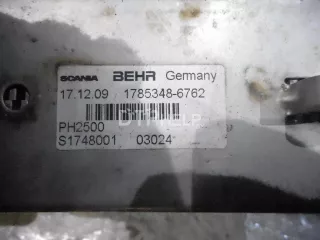 SCANIA BEHR Germany
17.12.09 1785348-6762
PH2500
S1748001 03024